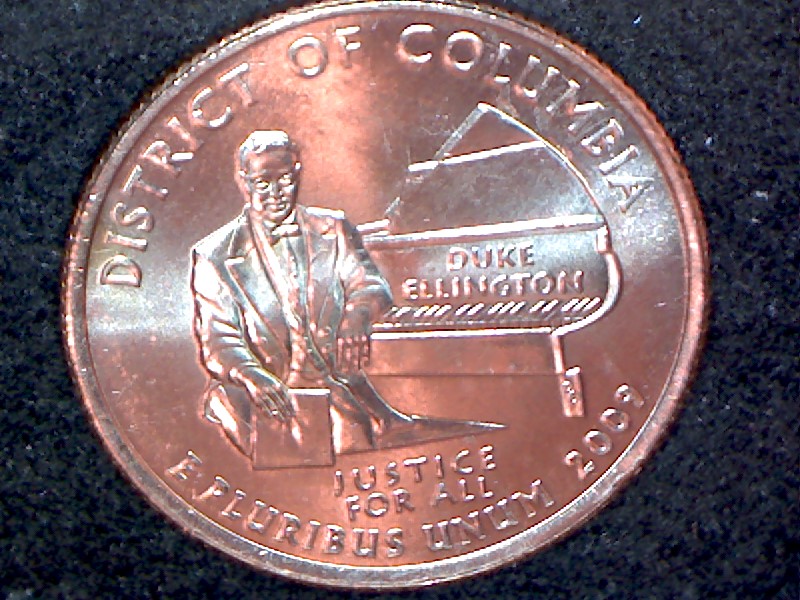 DISTRICT OF COLUMBIA
DUKE
ELLINGTON
JUSTICE
FOR ALL
E PLURIBUS UNUM 2009